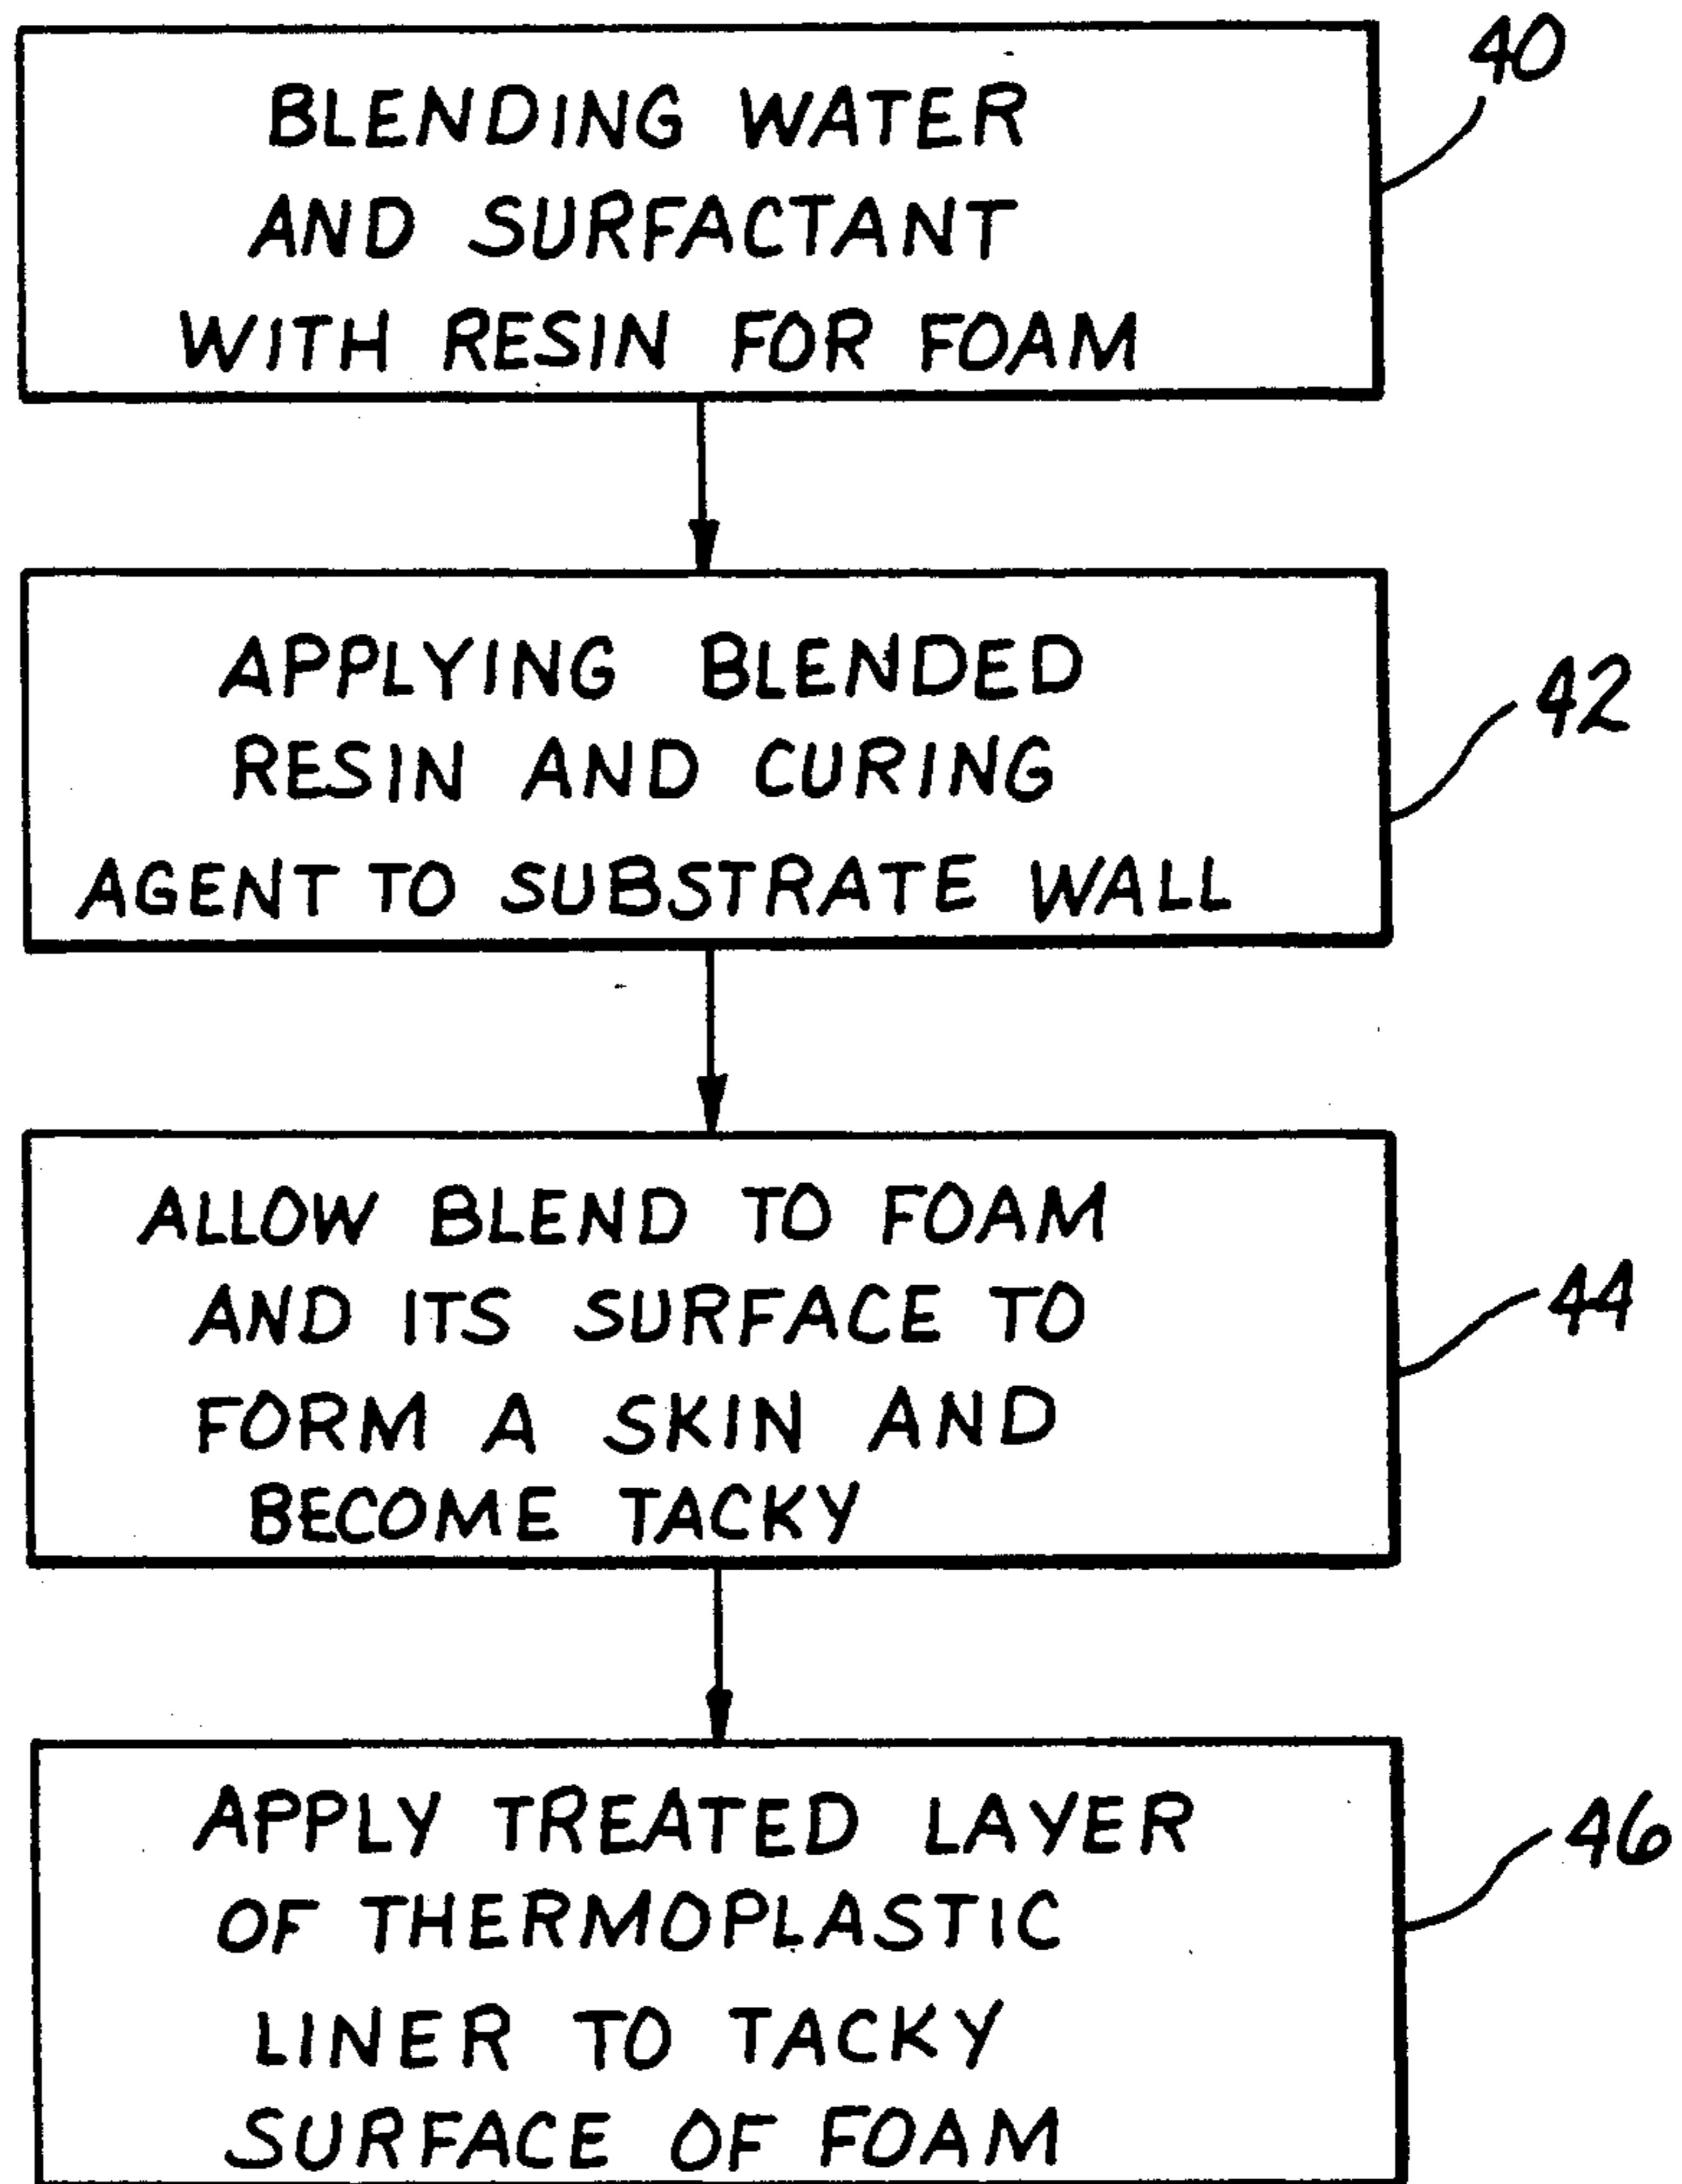 BLENDING WATER
AND SURFACTANT
WITH RESIN FOR FOAM
40
APPLYING BLENDED
RESIN AND CURING
AGENT TO SUBSTRATE WALL
42
ALLOW BLEND TO FOAM
AND ITS SURFACE TO
FORM A SKIN AND
BECOME TACKY
44
APPLY TREATED LAYER
OF THERMOPLASTIC
LINER TO TACKY
SURFACE OF FOAM
46